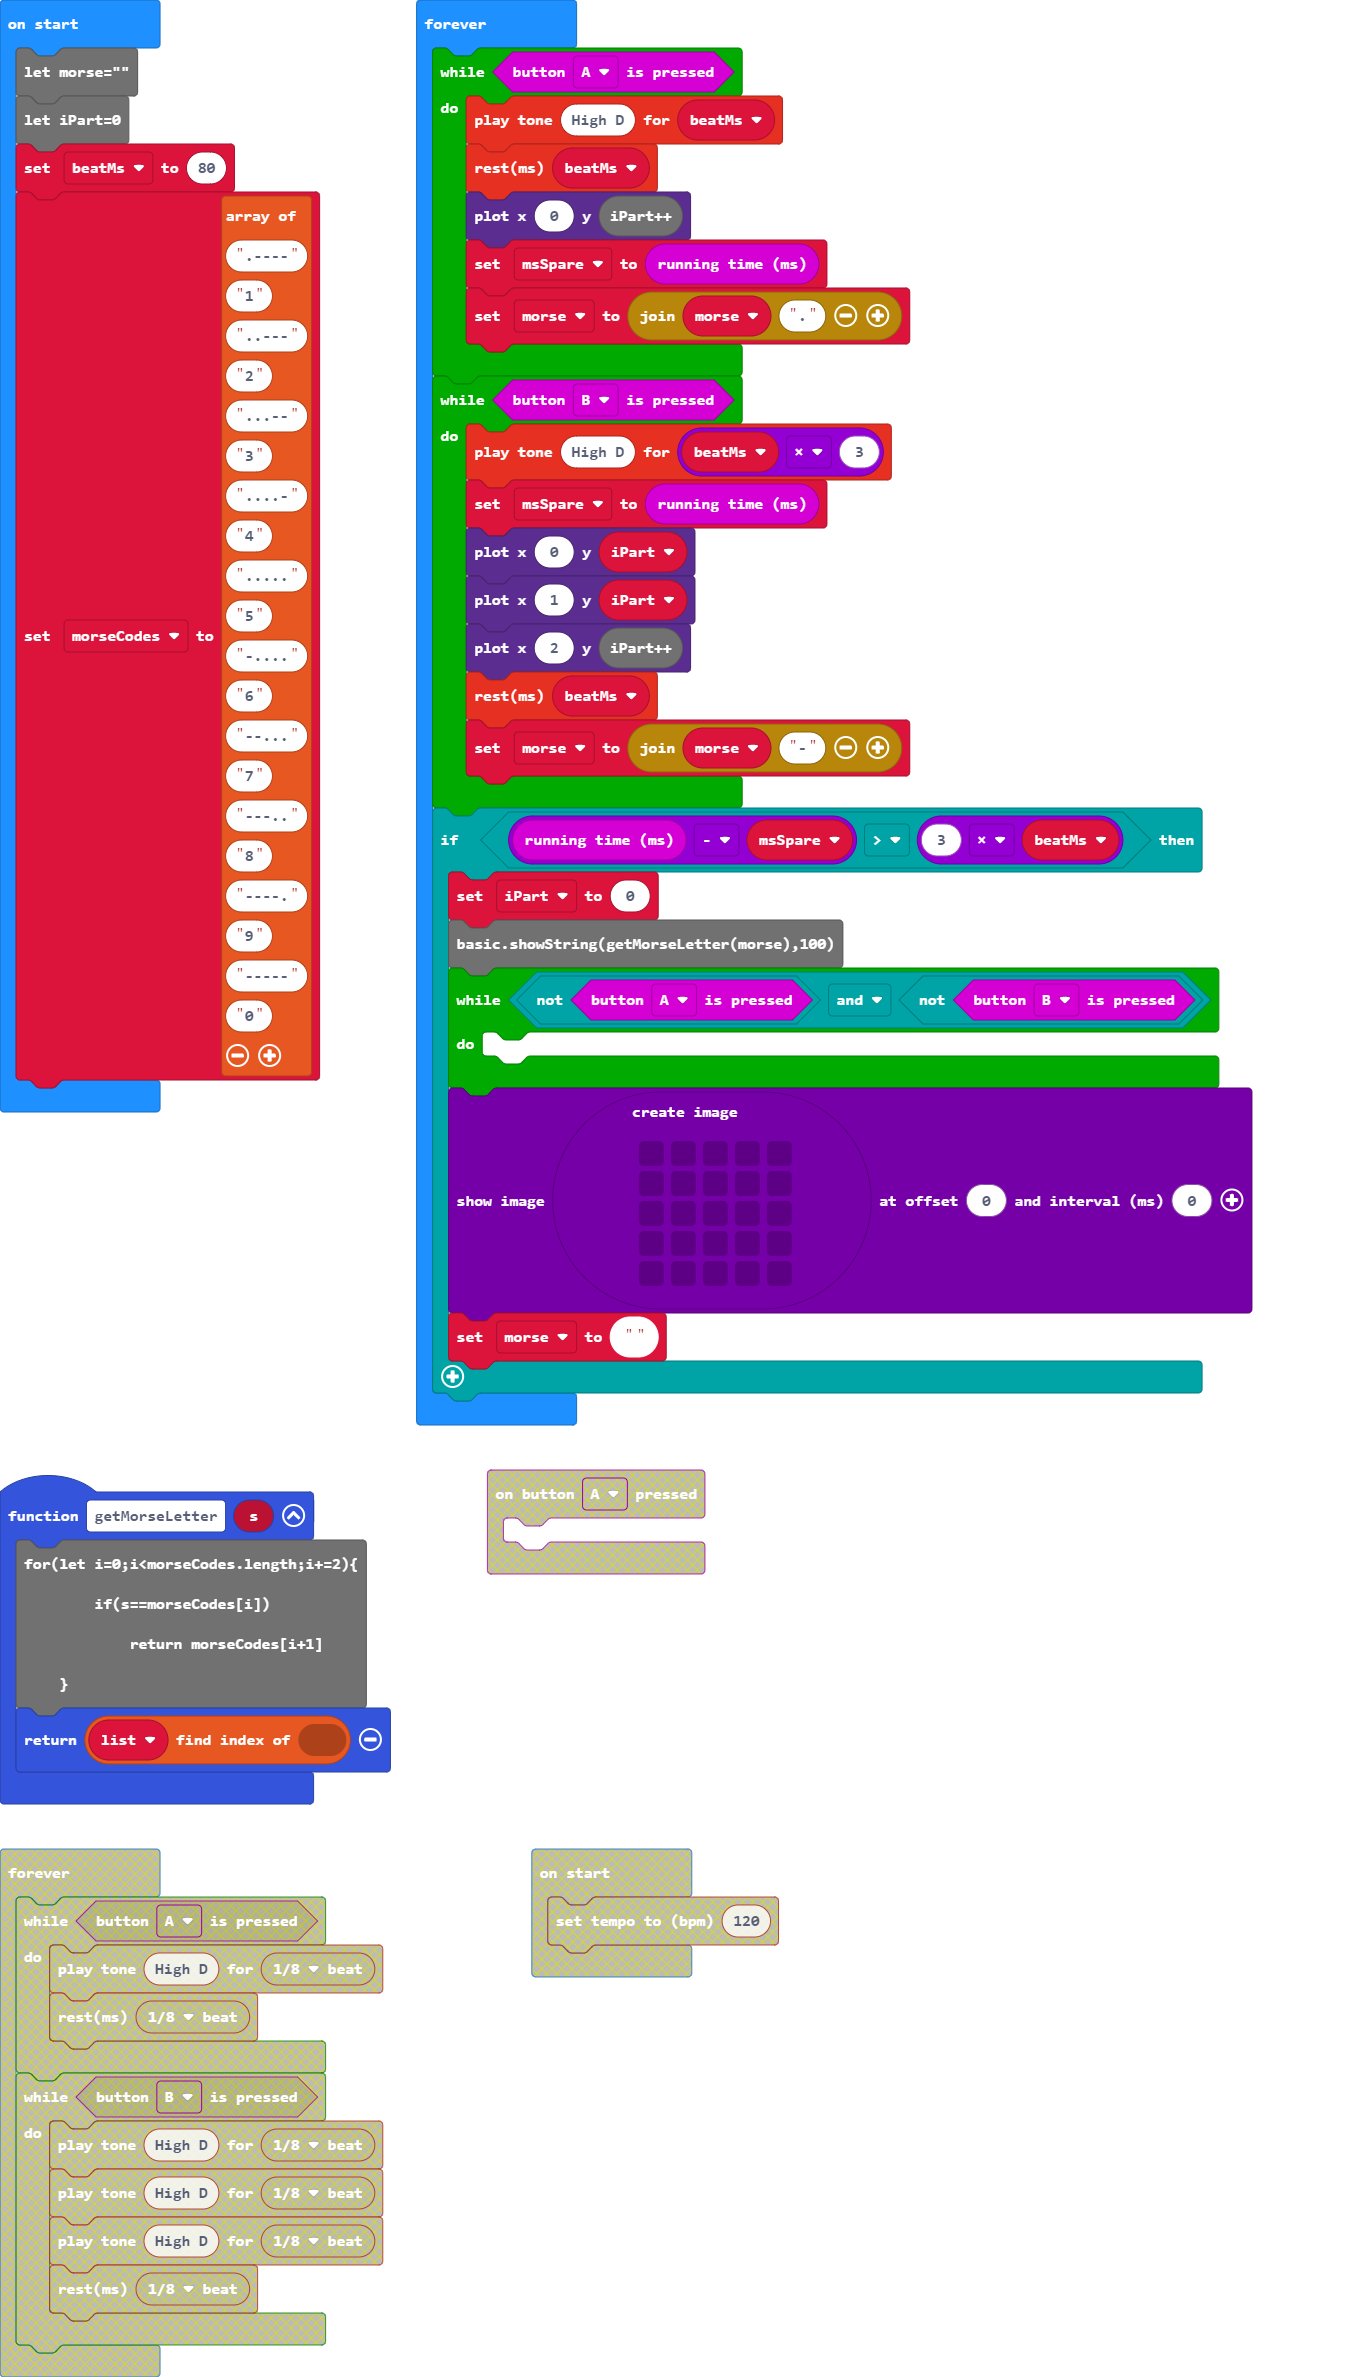 on start
let morse=""
let iPart=0
set beatMs to 80
set morseCodes to
array of
".----"
"1"
"..---"
"2"
"...--"
"3"
"....-"
"4"
"....."
"5"
"-...."
"6"
"--..."
"7"
"---.."
"8"
"----."
"9"
"-----"
"0"
forever
while button A is pressed
do
play tone High D for beatMs
rest(ms) beatMs
plot x 0 y iPart++
set msSpare to running time (ms)
set morse to join morse "."
while button B is pressed
do
play tone High D for beatMs × 3
set msSpare to running time (ms)
plot x 0 y iPart
plot x 1 y iPart
plot x 2 y iPart++
rest(ms) beatMs
set morse to join morse "-"
if running time (ms) - msSpare > 3 × beatMs then
set iPart to 0
basic.showString(getMorseLetter(morse),100)
while not button A is pressed and not button B is pressed
do
create image
show image at offset 0 and interval (ms) 0
set morse to ""
function getMorseLetter s
for(let i=0;i<morseCodes.length;i+=2){
if(s==morseCodes[i])
return morseCodes[i+1]
}
return list find index of
on button A pressed
forever
while button A is pressed
do
play tone High D for 1/8 beat
rest(ms) 1/8 beat
while button B is pressed
do
play tone High D for 1/8 beat
play tone High D for 1/8 beat
play tone High D for 1/8 beat
rest(ms) 1/8 beat
on start
set tempo to (bpm) 120